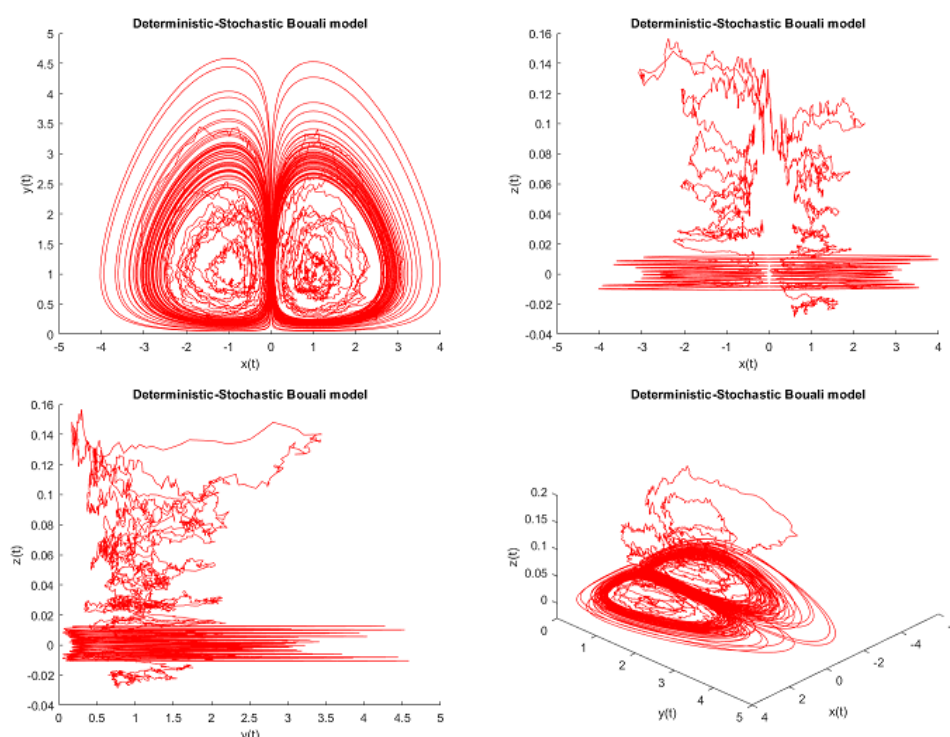 Deterministic-Stochastic Bouali model
5
4.5
4
3.5
3
2.5
2
1.5
1
0.5
0
y(t)
-5 -4 -3 -2 -1 0 1 2 3 4
x(t)
Deterministic-Stochastic Bouali model
0.16
0.14
0.12
0.1
0.08
0.06
0.04
0.02
0
-0.02
-0.04
z(t)
-5 -4 -3 -2 -1 0 1 2 3 4
x(t)
Deterministic-Stochastic Bouali model
0.16
0.14
0.12
0.1
0.08
0.06
0.04
0.02
0
-0.02
-0.04
z(t)
0 0.5 1 1.5 2 2.5 3 3.5 4 4.5 5
y(t)
Deterministic-Stochastic Bouali model
0.2
0.15
0.1
0.05
0
z(t)
0 1 2 3 4 5
y(t)
4 2 0 -2 -4
x(t)